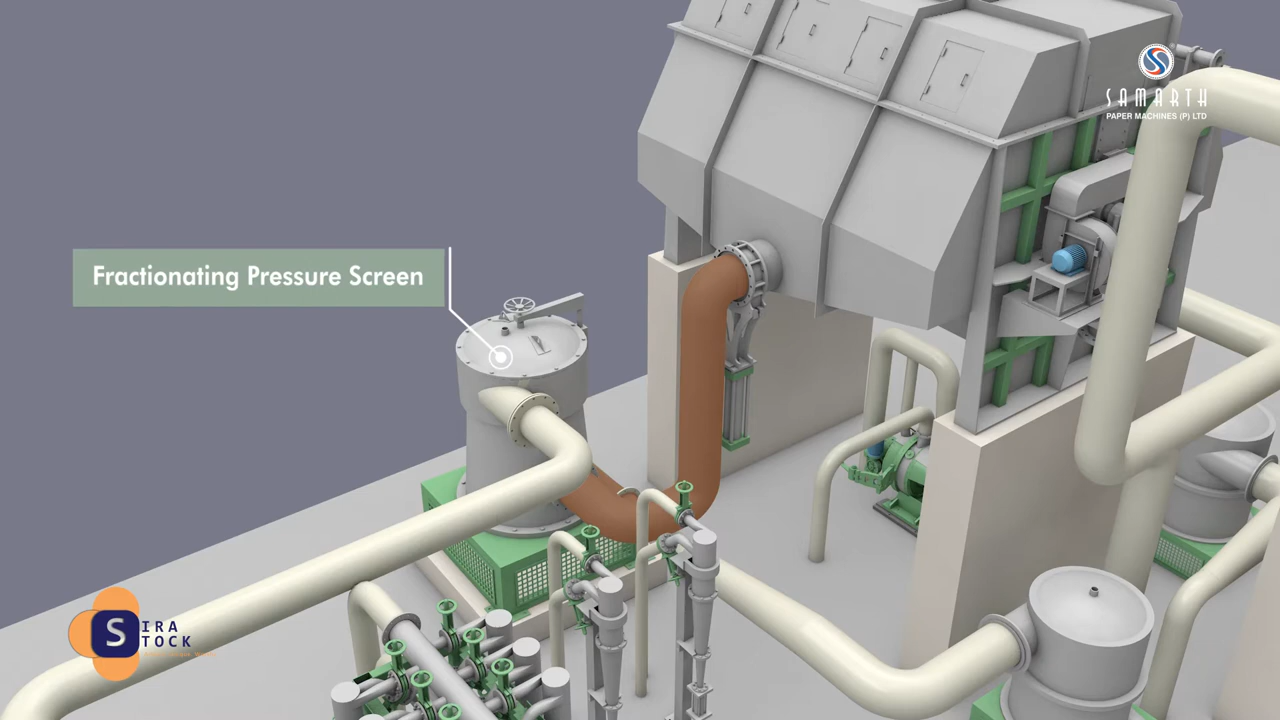 SAMARTH
PAPER MACHINES (P) LTD
Fractionating Pressure Screen
S IRA
TOCK